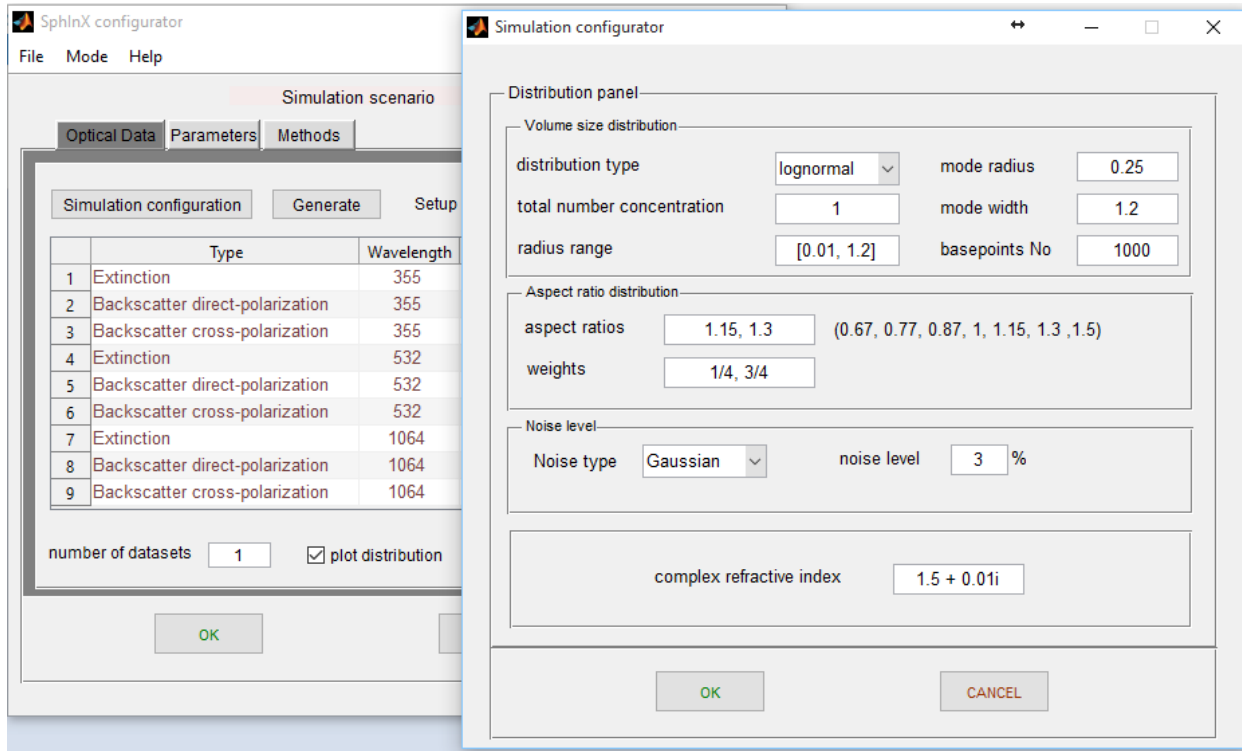 SphInX configurator
File Mode Help
Simulation scenario
Optical Data Parameters Methods
Simulation configuration Generate Setup
Type Wavelength
1 Extinction 355
2 Backscatter direct-polarization 355
3 Backscatter cross-polarization 355
4 Extinction 532
5 Backscatter direct-polarization 532
6 Backscatter cross-polarization 532
7 Extinction 1064
8 Backscatter direct-polarization 1064
9 Backscatter cross-polarization 1064
number of datasets 1 plot distribution
OK
Simulation configurator
Distribution panel
Volume size distribution
distribution type lognormal mode radius 0.25
total number concentration 1 mode width 1.2
radius range [0.01, 1.2] basepoints No 1000
Aspect ratio distribution
aspect ratios 1.15, 1.3 (0.67, 0.77, 0.87, 1, 1.15, 1.3 ,1.5)
weights 1/4, 3/4
Noise level
Noise type Gaussian noise level 3 %
complex refractive index 1.5 + 0.01i
OK CANCEL